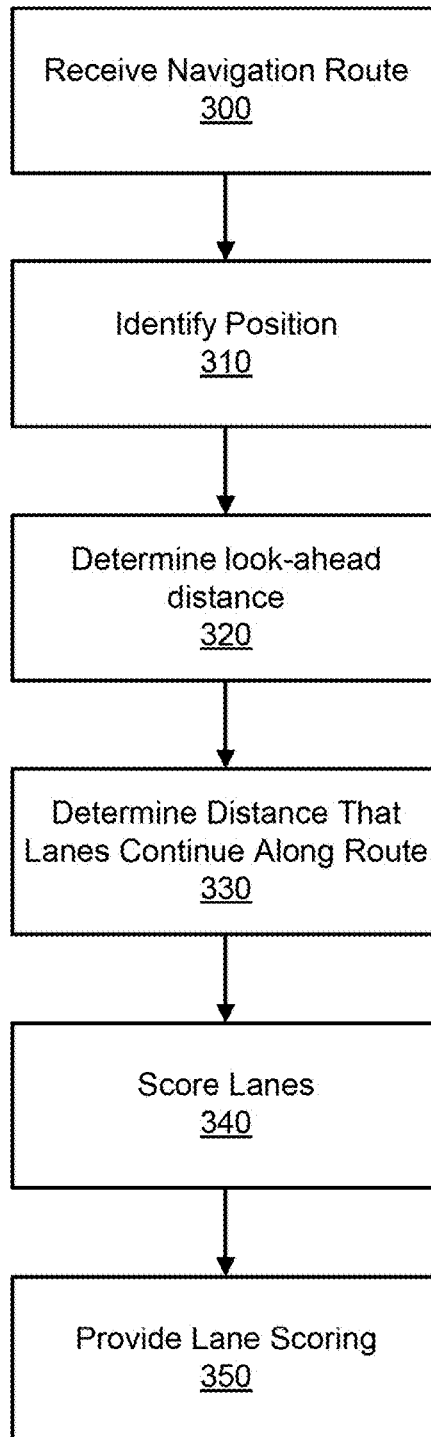 Receive Navigation Route
300
Identify Position
310
Determine look-ahead
distance
320
Determine Distance That
Lanes Continue Along Route
330
Score Lanes
340
Provide Lane Scoring
350